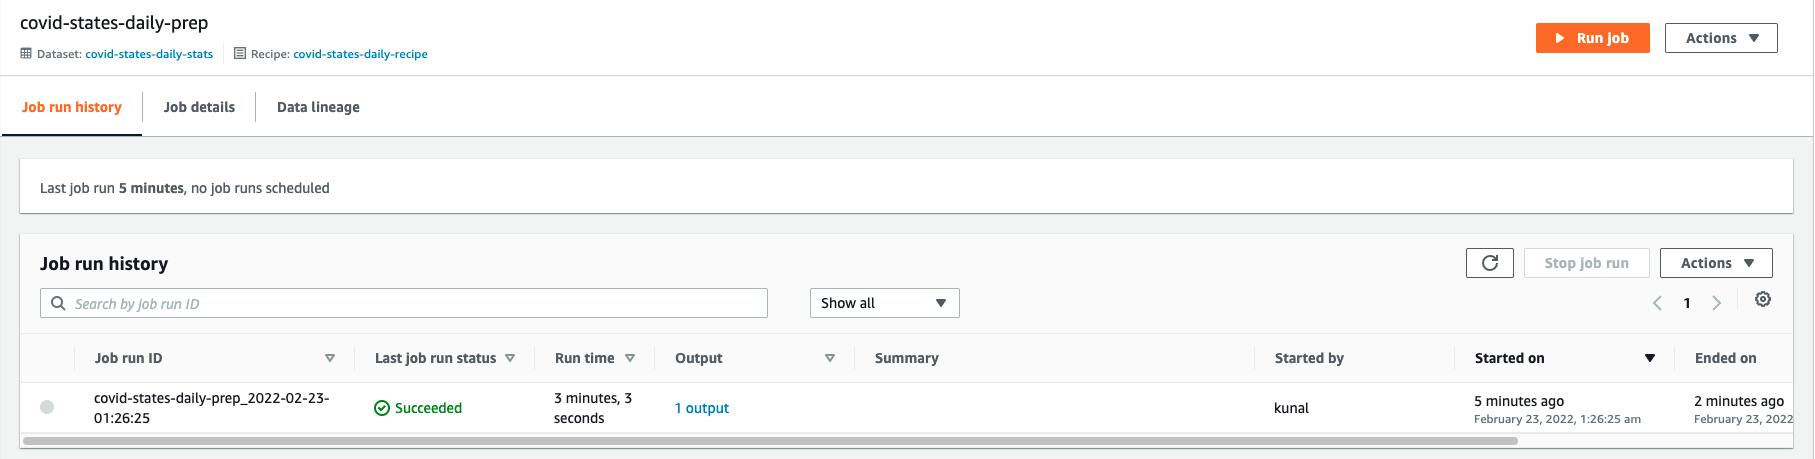 covid-states-daily-prep
Dataset: covid-states-daily-stats Recipe: covid-states-daily-recipe
Run job Actions
Job run history Job details Data lineage
Last job run 5 minutes, no job runs scheduled
Job run history
Stop job run Actions
Search by job run ID Show all 1
Job run ID Last job run status Run time Output Summary Started by Started on Ended on
covid-states-daily-prep_2022-02-23-
01:26:25
Succeeded
3 minutes, 3
seconds
1 output
kunal
5 minutes ago
February 23, 2022, 1:26:25 am
2 minutes ago
February 23, 2022